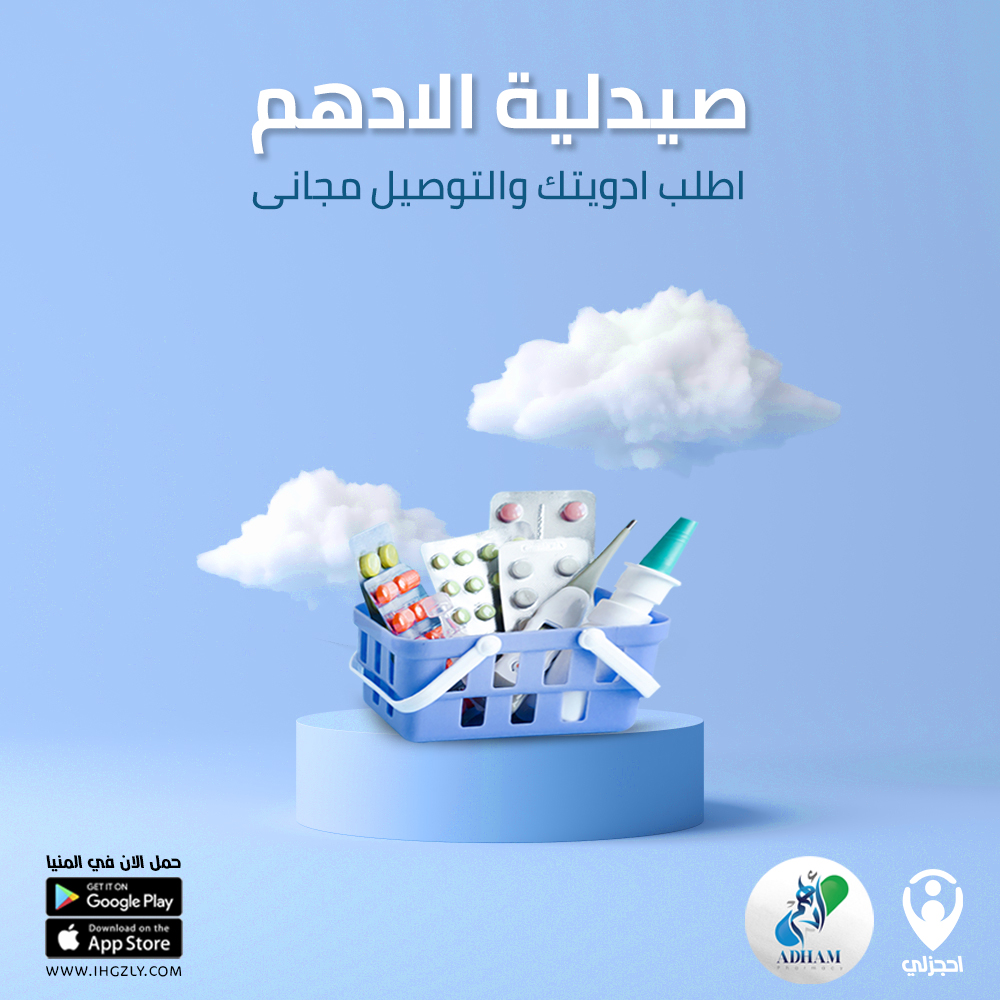 صيدلية الادهم
اطلب ادويتك والتوصيل مجانى
حمل الان في المنيا
GET IT ON
Google Play
Download on the
App Store
WWW.IHGZLY.COM
ADHAM
PHARMACY
احجزلي